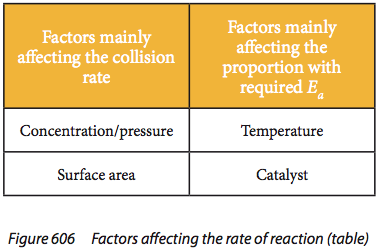 Factors mainly
affecting the collision
rate
Factors mainly
affecting the
proportion with
required Eₐ
Concentration/pressure
Temperature
Surface area
Catalyst
Figure 606 Factors affecting the rate of reaction (table)